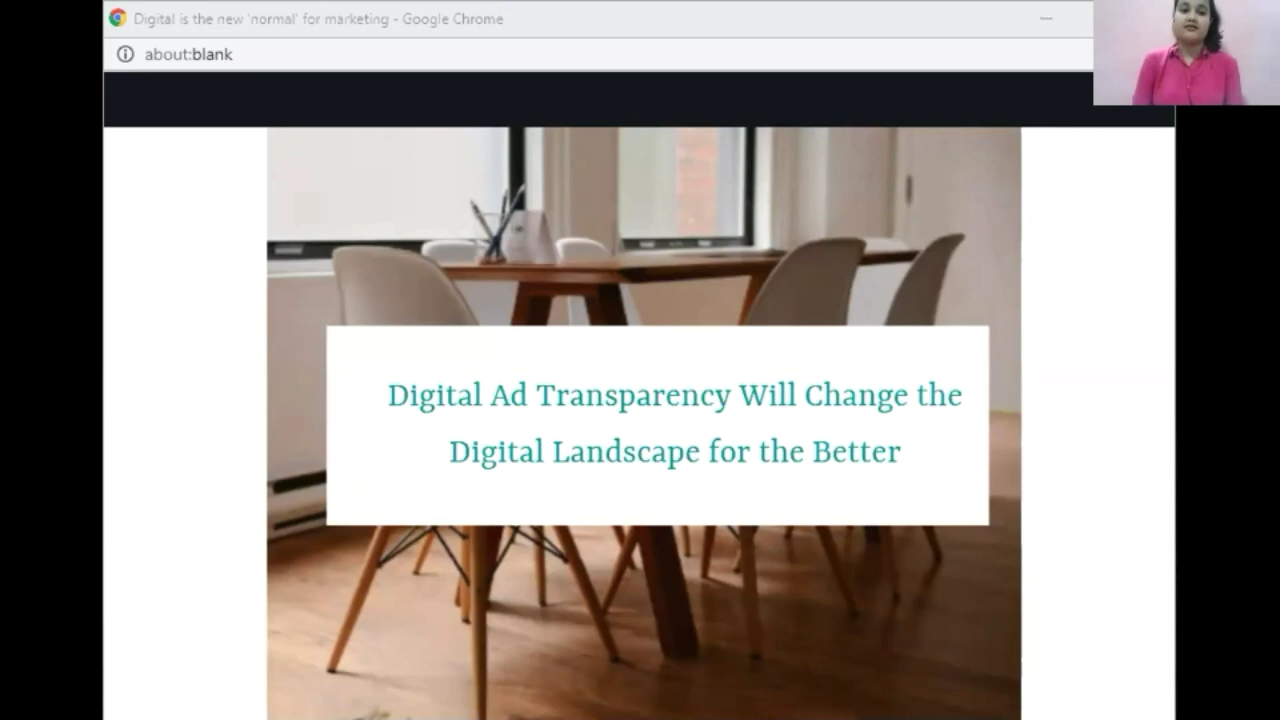 Digital is the new 'normal' for marketing - Google Chrome
about:blank
Digital Ad Transparency Will Change the
Digital Landscape for the Better